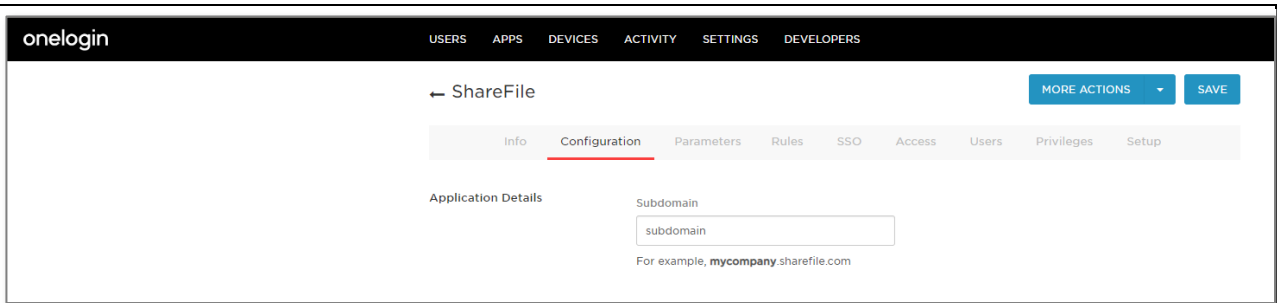 onelogin USERS APPS DEVICES ACTIVITY SETTINGS DEVELOPERS
← ShareFile MORE ACTIONS SAVE
Info Configuration Parameters Rules SSO Access Users Privileges Setup
Application Details
Subdomain
subdomain
For example, mycompany.sharefile.com